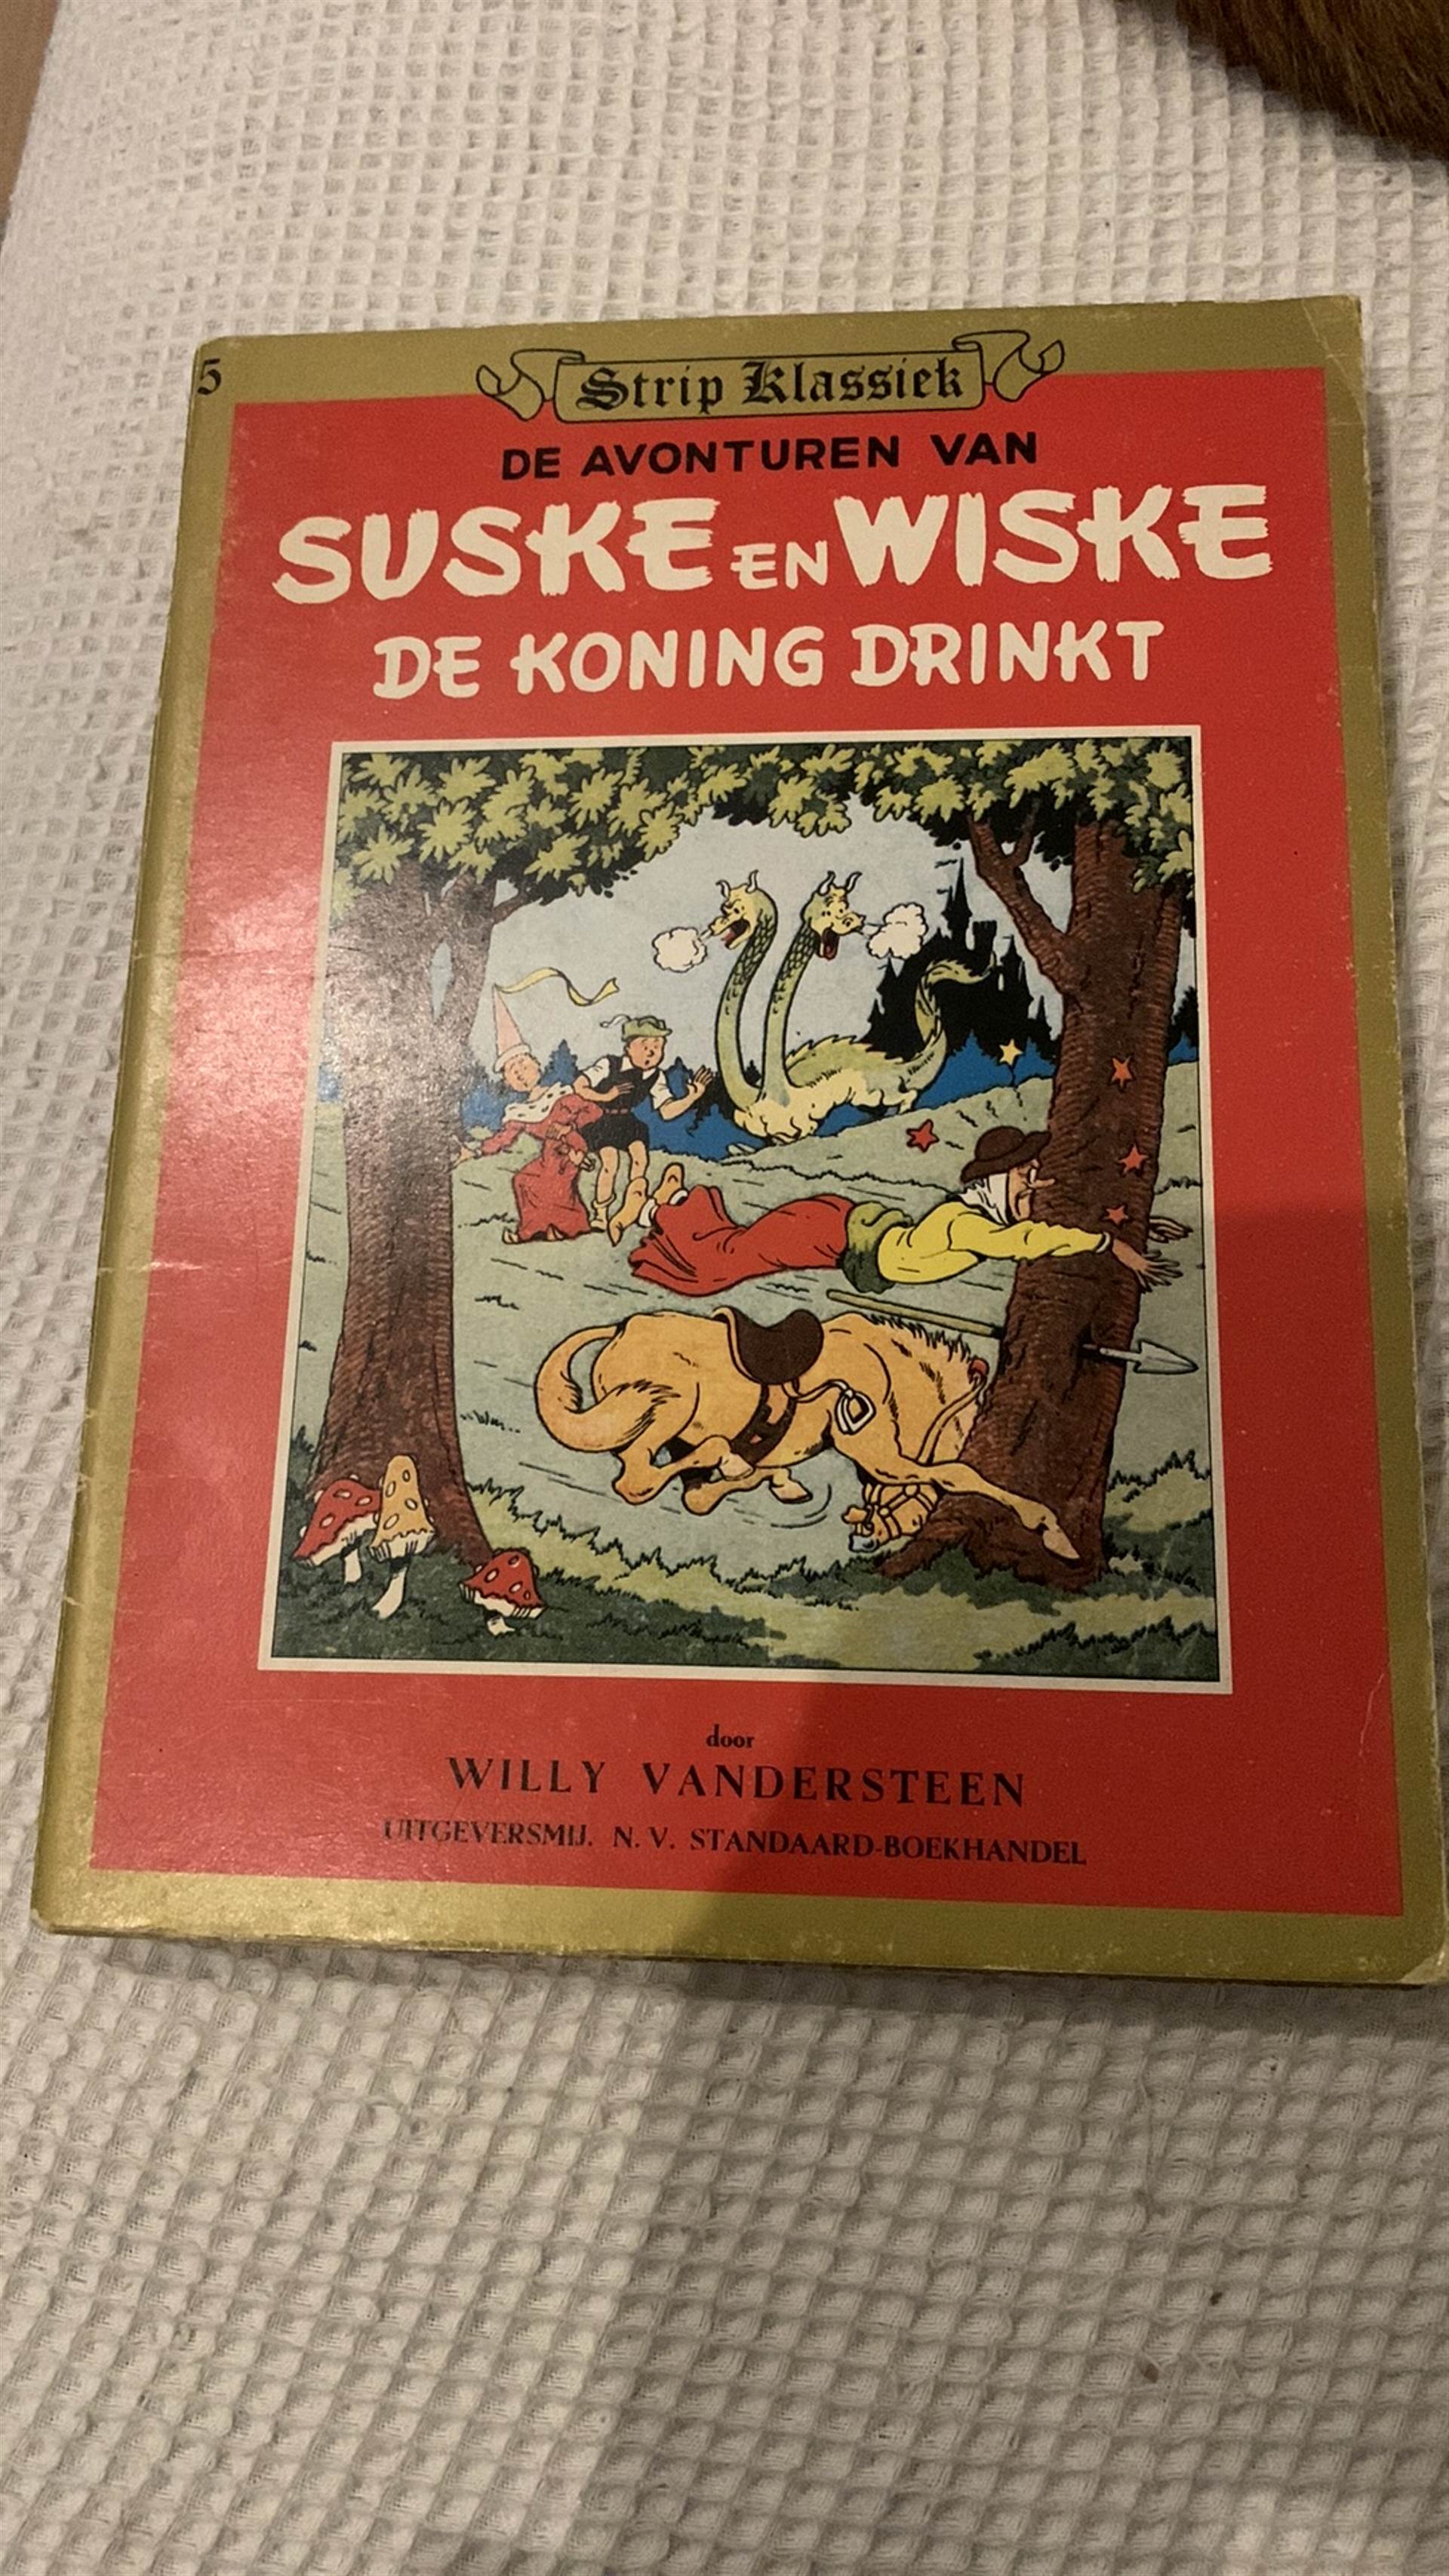 5
Strip Klassiek
DE AVONTUREN VAN
SUSKE EN WISKE
DE KONING DRINKT
door
WILLY VANDERSTEEN
UITGEVERSMIJ. N. V. STANDAARD-BOEKHANDEL